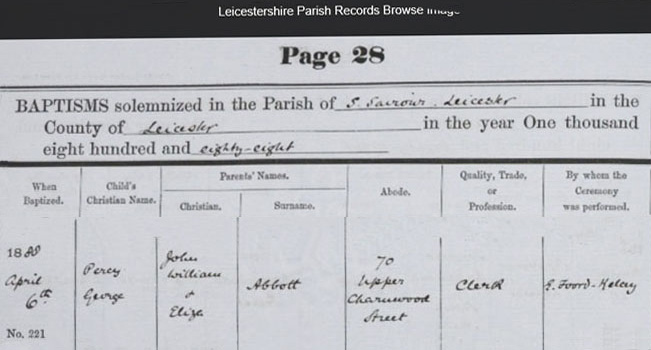 Leicestershire Parish Records Browse Image
Page 28
BAPTISMS solemnized in the Parish of S. Saviour. Leicester in the
County of Leicester in the year One thousand
eight hundred and eighty-eight
When
Baptized.
Child's
Christian Name.
Parents' Names.
Christian.
Surname.
Abode.
Quality, Trade,
or
Profession.
By whom the
Ceremony
was performed.
1888
April
6th
No. 221
Percy
George
John
William
&
Eliza
Abbott
70
Upper
Charnwood
Street
Clerk
E. Foord-Kelcey